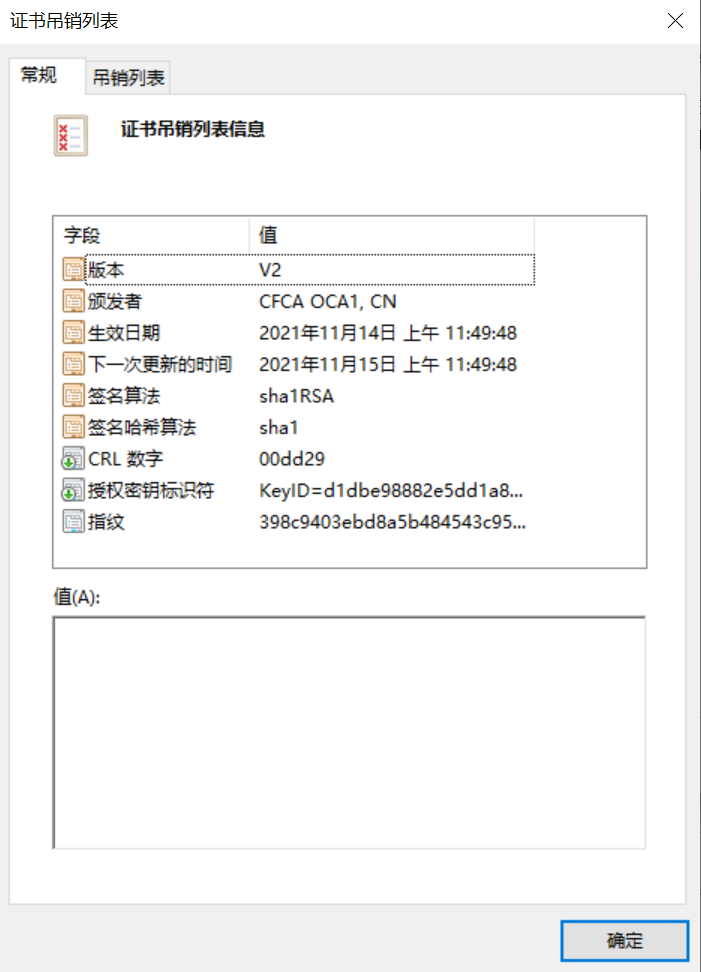 证书吊销列表
常规 吊销列表
证书吊销列表信息
字段 值
版本 V2
颁发者 CFCA OCA1, CN
生效日期 2021年11月14日 上午 11:49:48
下一次更新的时间 2021年11月15日 上午 11:49:48
签名算法 sha1RSA
签名哈希算法 sha1
CRL 数字 00dd29
授权密钥标识符 KeyID=d1dbe98882e5dd1a8...
指纹 398c9403ebd8a5b484543c95...
值(A):
确定